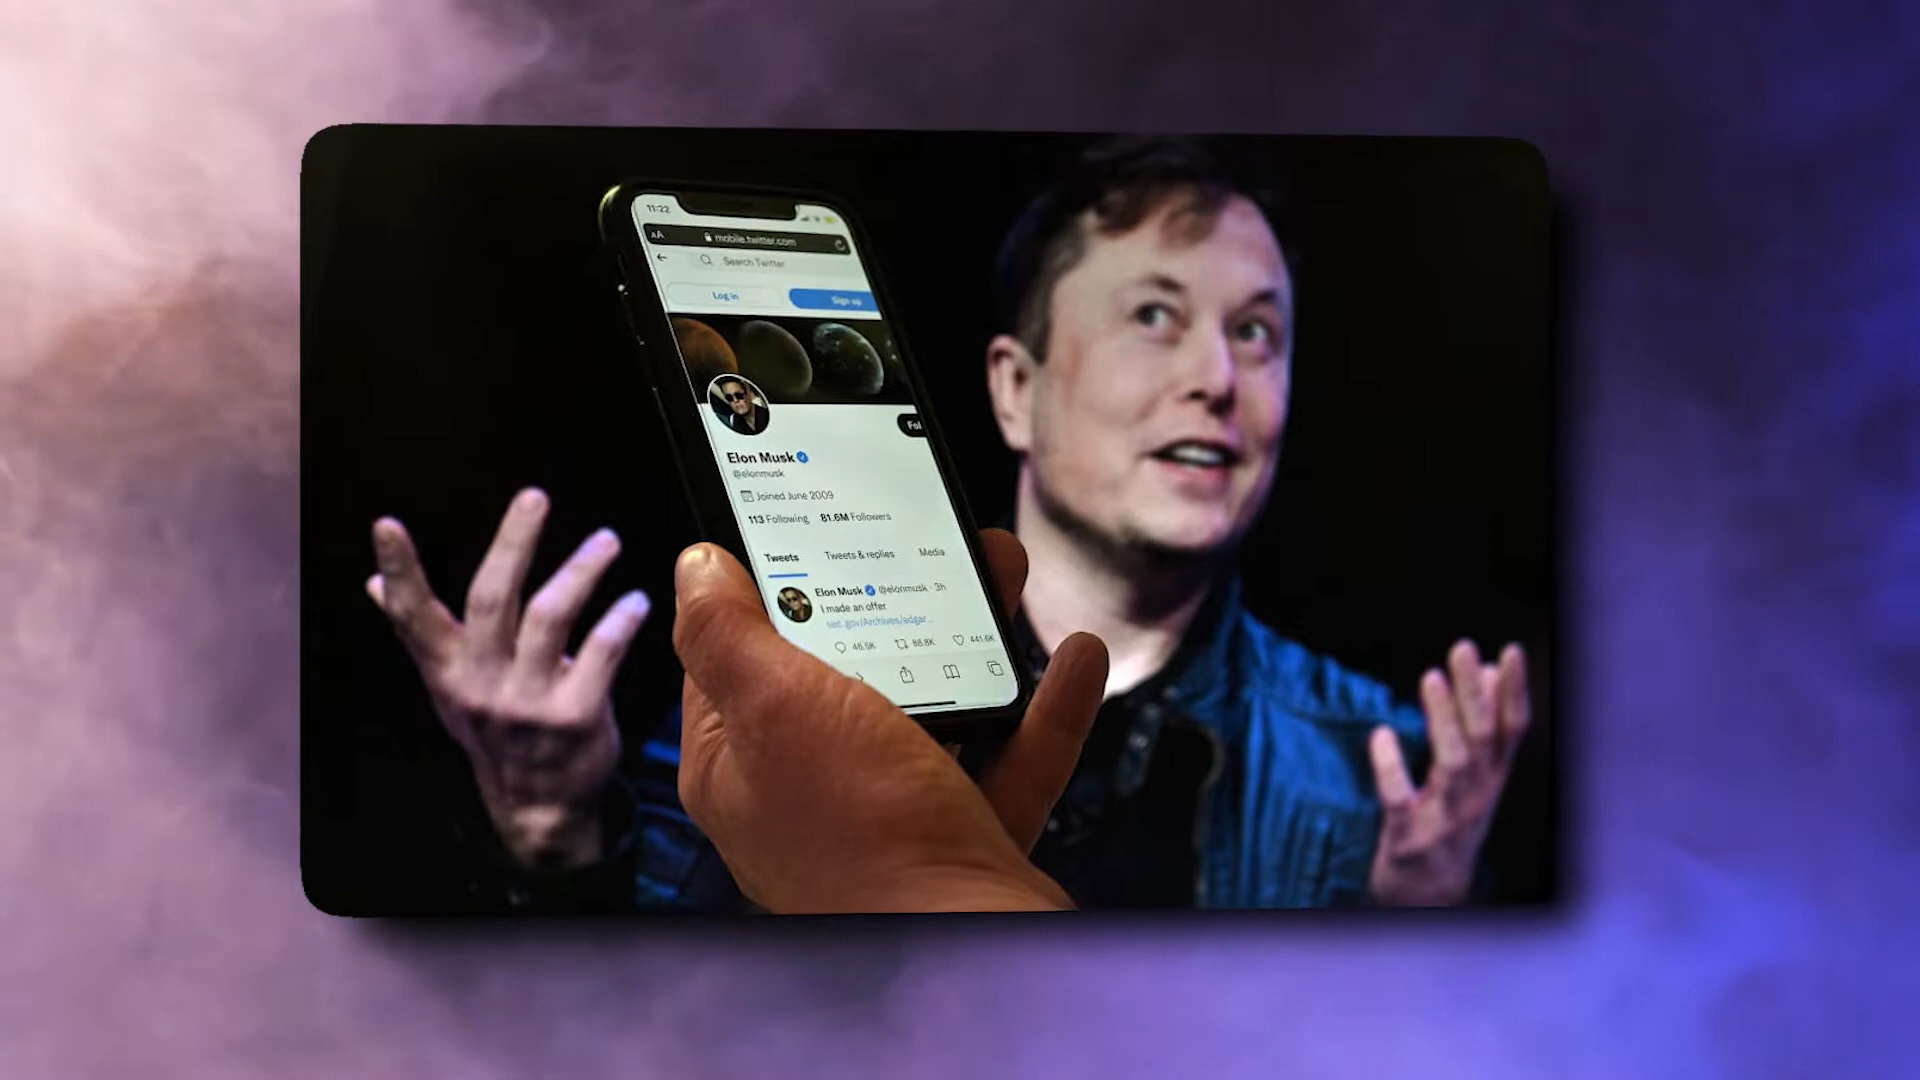 11:22
AA mobile.twitter.com
Search Twitter
Log in Sign up
Fol
Elon Musk
@elonmusk
Joined June 2009
113 Following 81.6M Followers
Tweets Tweets & replies Media
Elon Musk @elonmusk · 3h
I made an offer
sec.gov/Archives/edgar...
46.5K 88.8K 441.6K